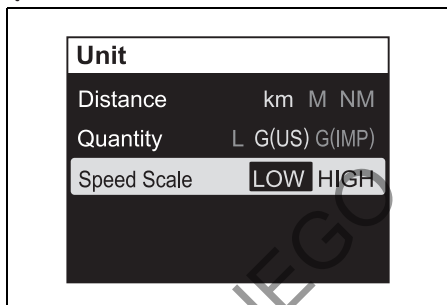 Unit
Distance km M NM
Quantity L G(US) G(IMP)
Speed Scale LOW HIGH